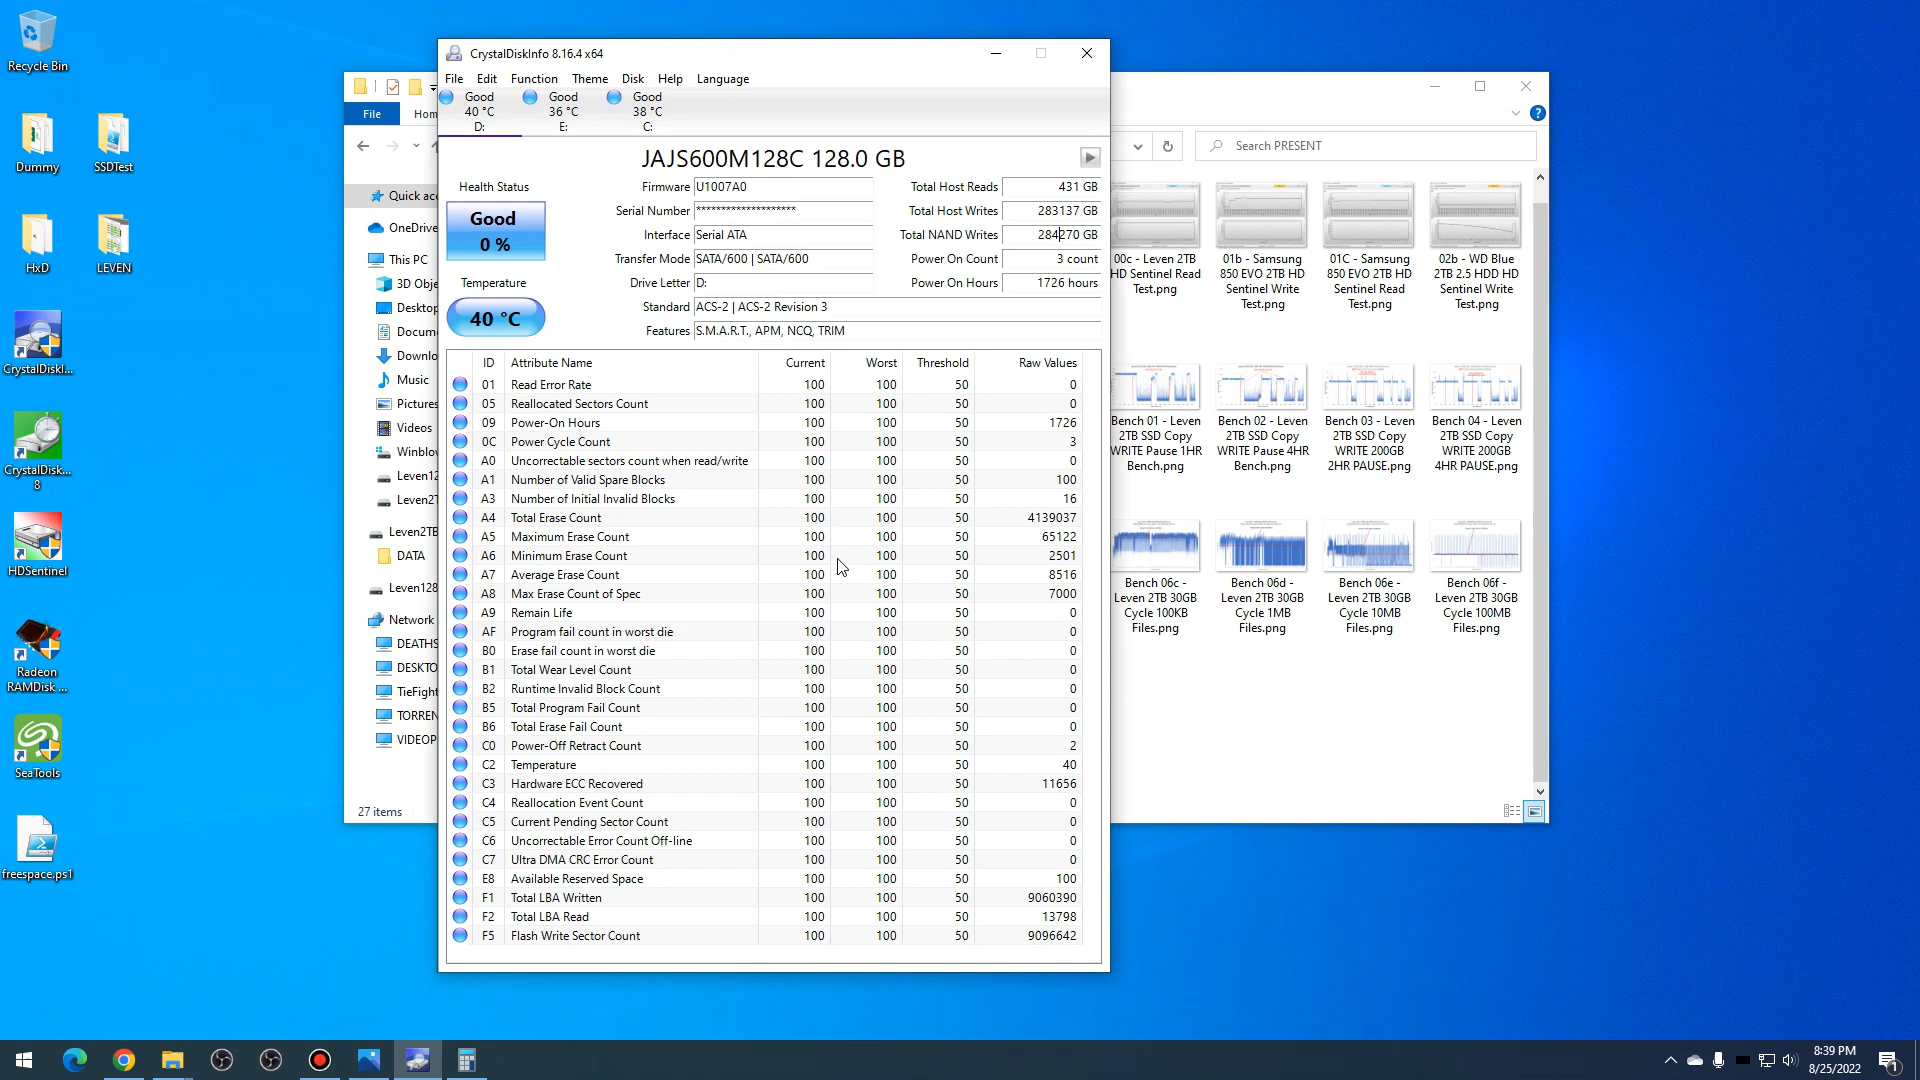 Recycle Bin
Dummy
SSDTest
HxD
LEVEN
CrystalDiskI...
CrystalDisk...
8
HDSentinel
Radeon
RAMDisk ...
SeaTools
freespace.ps1
File
Hom
Quick acc
OneDrive
This PC
3D Obje
Desktop
Docum
Downlo
Music
Pictures
Videos
Winblov
Leven12
Leven2T
Leven2TB
DATA
Leven128
Network
DEATHS
DESKTO
TieFight
TORREN
VIDEOP
27 items
CrystalDiskInfo 8.16.4 x64
File Edit Function Theme Disk Help Language
Good Good Good
40 °C 36 °C 38 °C
D: E: C:
JAJS600M128C 128.0 GB
Health Status
Good
0 %
Temperature
40 °C
Firmware U1007A0
Serial Number ********************
Interface Serial ATA
Transfer Mode SATA/600 | SATA/600
Drive Letter D:
Standard ACS-2 | ACS-2 Revision 3
Features S.M.A.R.T., APM, NCQ, TRIM
Total Host Reads 431 GB
Total Host Writes 283137 GB
Total NAND Writes 284270 GB
Power On Count 3 count
Power On Hours 1726 hours
ID Attribute Name Current Worst Threshold Raw Values
01 Read Error Rate 100 100 50 0
05 Reallocated Sectors Count 100 100 50 0
09 Power-On Hours 100 100 50 1726
0C Power Cycle Count 100 100 50 3
A0 Uncorrectable sectors count when read/write 100 100 50 0
A1 Number of Valid Spare Blocks 100 100 50 100
A3 Number of Initial Invalid Blocks 100 100 50 16
A4 Total Erase Count 100 100 50 4139037
A5 Maximum Erase Count 100 100 50 65122
A6 Minimum Erase Count 100 100 50 2501
A7 Average Erase Count 100 100 50 8516
A8 Max Erase Count of Spec 100 100 50 7000
A9 Remain Life 100 100 50 0
AF Program fail count in worst die 100 100 50 0
B0 Erase fail count in worst die 100 100 50 0
B1 Total Wear Level Count 100 100 50 0
B2 Runtime Invalid Block Count 100 100 50 0
B5 Total Program Fail Count 100 100 50 0
B6 Total Erase Fail Count 100 100 50 0
C0 Power-Off Retract Count 100 100 50 2
C2 Temperature 100 100 50 40
C3 Hardware ECC Recovered 100 100 50 11656
C4 Reallocation Event Count 100 100 50 0
C5 Current Pending Sector Count 100 100 50 0
C6 Uncorrectable Error Count Off-line 100 100 50 0
C7 Ultra DMA CRC Error Count 100 100 50 0
E8 Available Reserved Space 100 100 50 100
F1 Total LBA Written 100 100 50 9060390
F2 Total LBA Read 100 100 50 13798
F5 Flash Write Sector Count 100 100 50 9096642
Search PRESENT
00c - Leven 2TB
HD Sentinel Read
Test.png
01b - Samsung
850 EVO 2TB HD
Sentinel Write
Test.png
01C - Samsung
850 EVO 2TB HD
Sentinel Read
Test.png
02b - WD Blue
2TB 2.5 HDD HD
Sentinel Write
Test.png
Bench 01 - Leven
2TB SSD Copy
WRITE Pause 1HR
Bench.png
Bench 02 - Leven
2TB SSD Copy
WRITE Pause 4HR
Bench.png
Bench 03 - Leven
2TB SSD Copy
WRITE 200GB
2HR PAUSE.png
Bench 04 - Leven
2TB SSD Copy
WRITE 200GB
4HR PAUSE.png
Bench 06c -
Leven 2TB 30GB
Cycle 100KB
Files.png
Bench 06d -
Leven 2TB 30GB
Cycle 1MB
Files.png
Bench 06e -
Leven 2TB 30GB
Cycle 10MB
Files.png
Bench 06f -
Leven 2TB 30GB
Cycle 100MB
Files.png
8:39 PM
8/25/2022
1